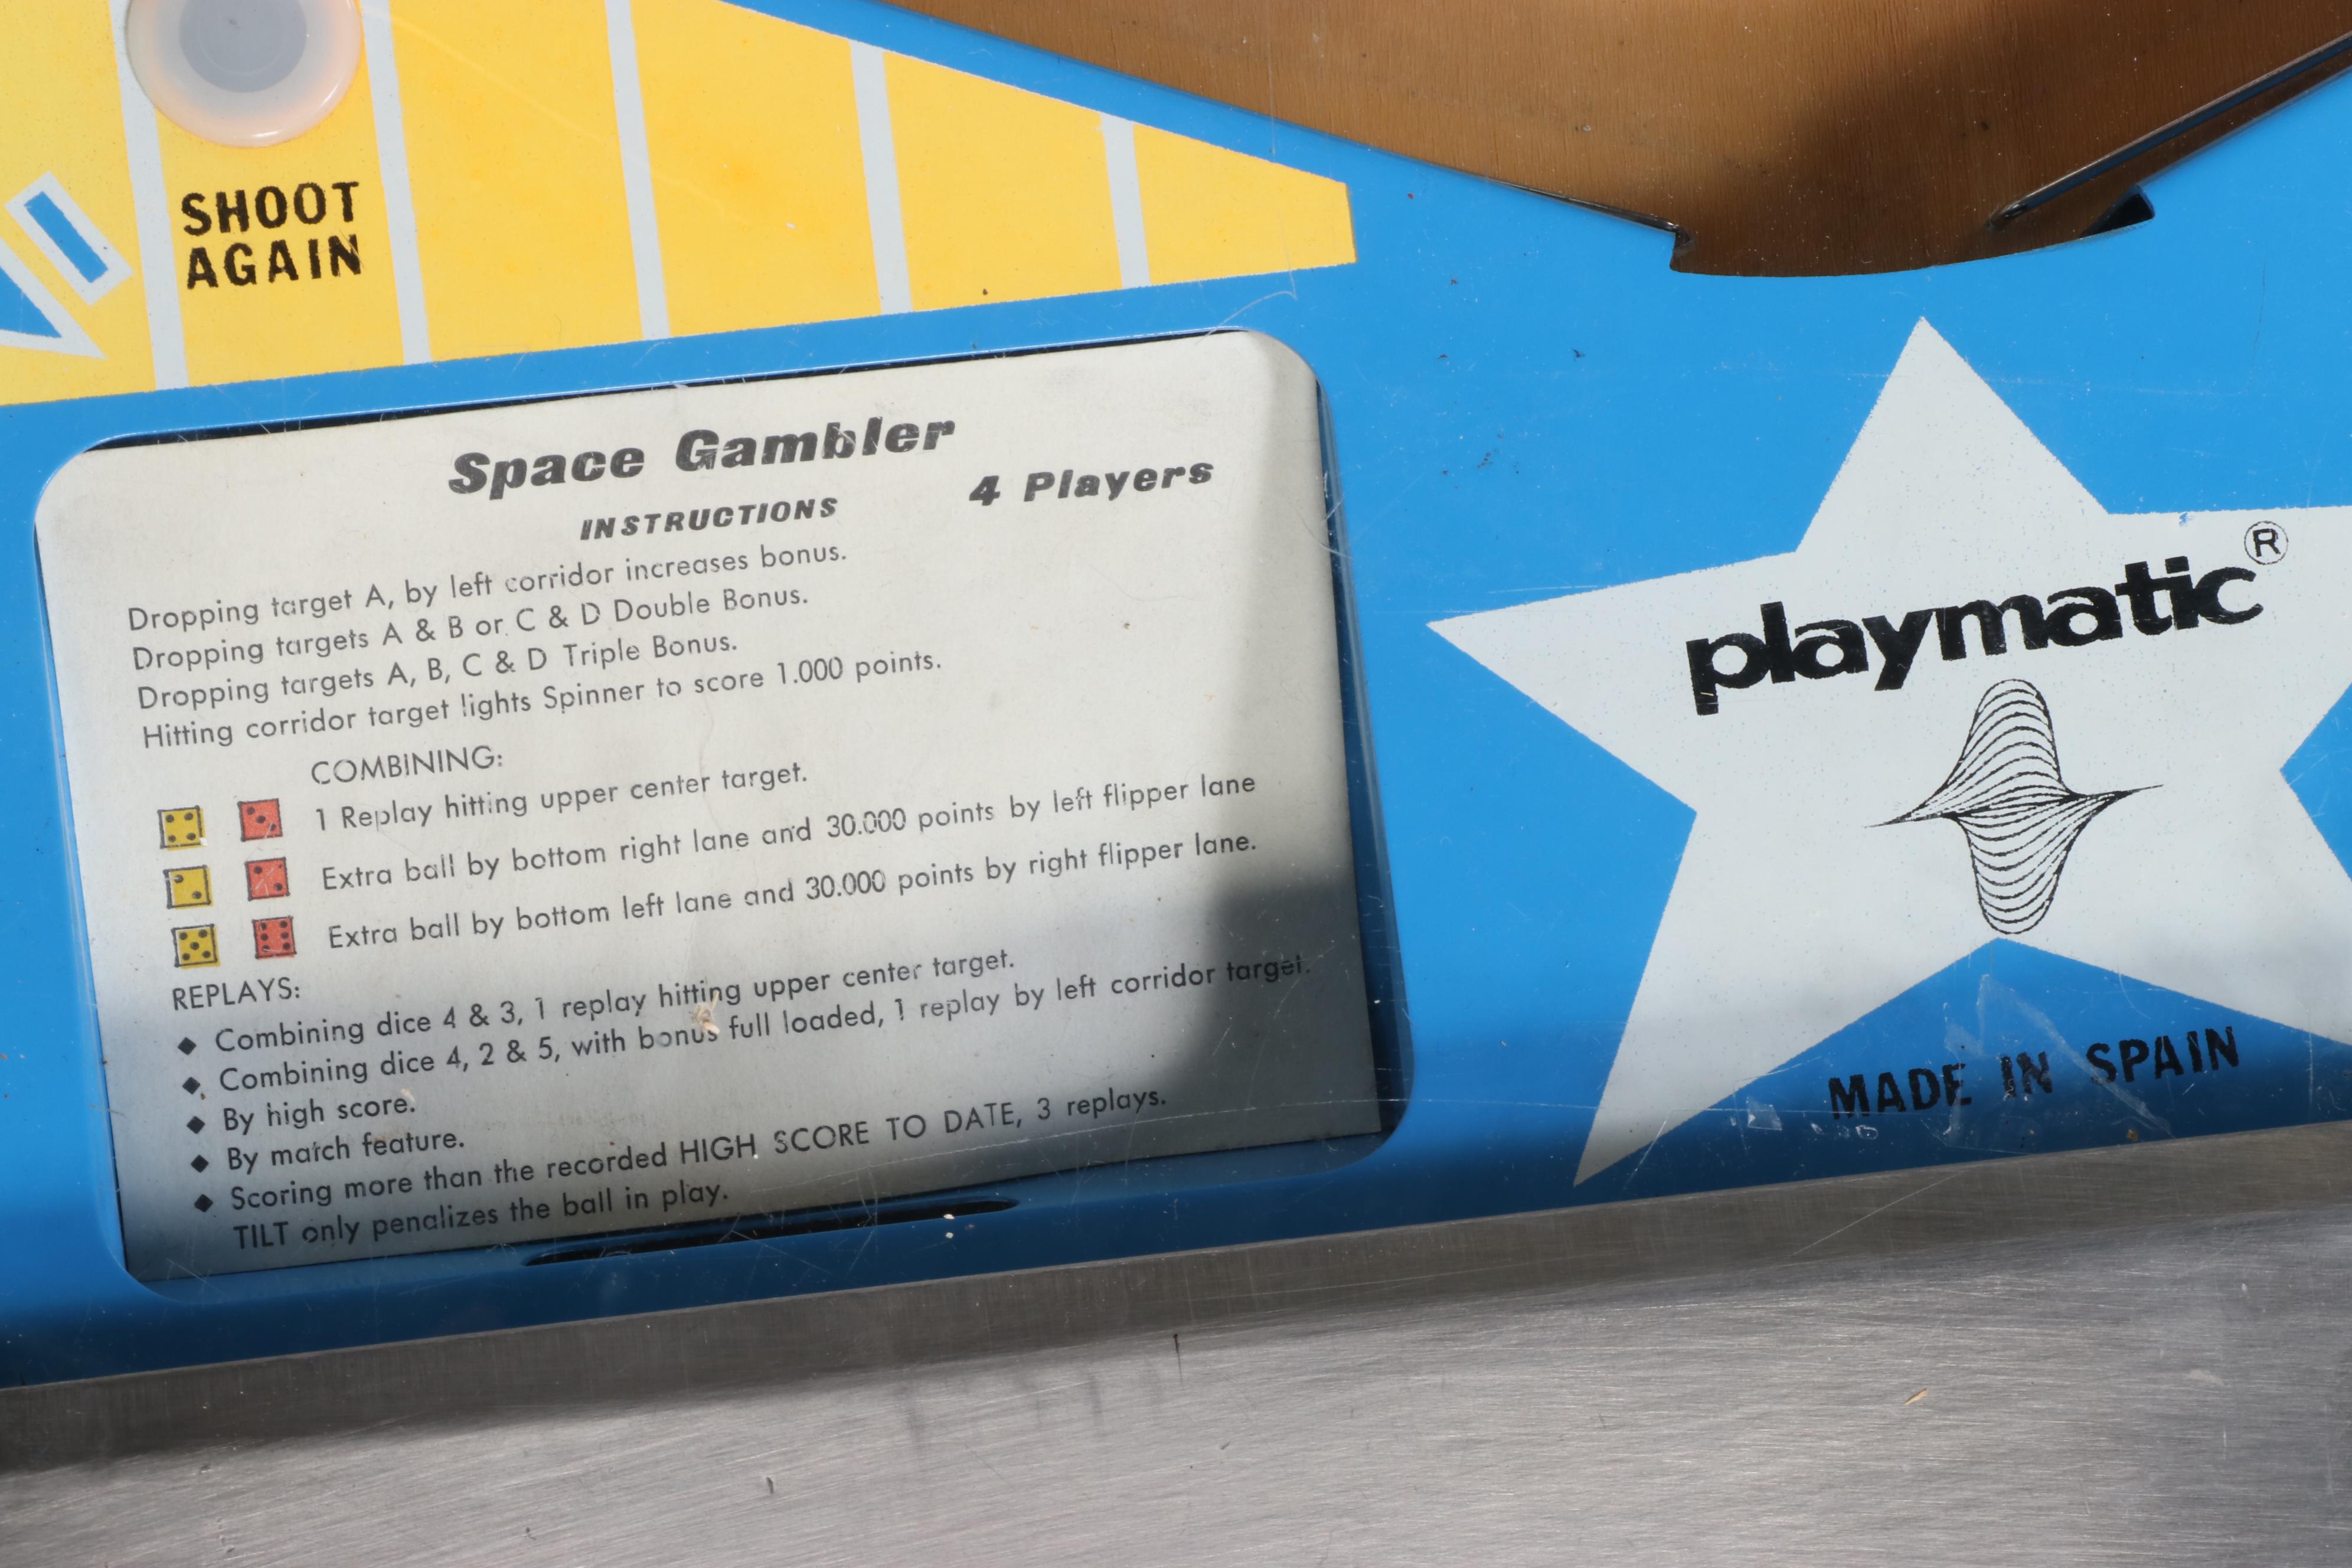 SHOOT
AGAIN
Space Gambler
INSTRUCTIONS
4 Players
Dropping target A, by left corridor increases bonus.
Dropping targets A & B or C & D Double Bonus.
Dropping targets A, B, C & D Triple Bonus.
Hitting corridor target lights Spinner to score 1.000 points.
COMBINING:
1 Replay hitting upper center target.
Extra ball by bottom right lane and 30.000 points by left flipper lane
Extra ball by bottom left lane and 30.000 points by right flipper lane.
REPLAYS:
◆ Combining dice 4 & 3, 1 replay hitting upper center target.
◆ Combining dice 4, 2 & 5, with bonus full loaded, 1 replay by left corridor target.
◆ By high score.
◆ By match feature.
◆ Scoring more than the recorded HIGH SCORE TO DATE, 3 replays.
TILT only penalizes the ball in play.
playmatic®
MADE IN SPAIN